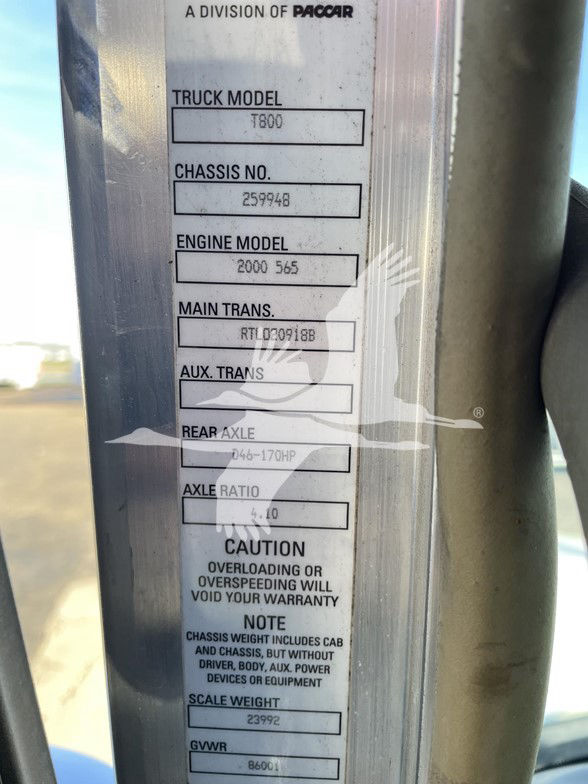 A DIVISION OF PACCAR
TRUCK MODEL
T800
CHASSIS NO.
259948
ENGINE MODEL
2000 565
MAIN TRANS.
RTLO20918B
AUX. TRANS
REAR AXLE
D46-170HP
AXLE RATIO
4.10
CAUTION
OVERLOADING OR
OVERSPEEDING WILL
VOID YOUR WARRANTY
NOTE
CHASSIS WEIGHT INCLUDES CAB
AND CHASSIS, BUT WITHOUT
DRIVER, BODY, AUX. POWER
DEVICES OR EQUIPMENT
SCALE WEIGHT
23992
GVWR
86001
®